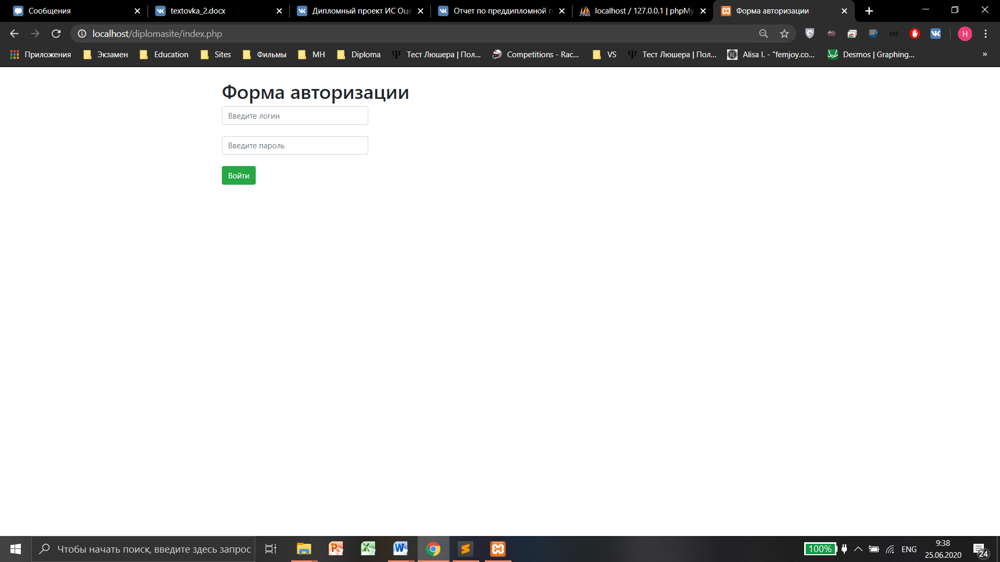 Сообщения
textovka_2.docx
Дипломный проект ИС Оце
Отчет по преддипломной п
localhost / 127.0.0.1 | phpMy
Форма авторизации
localhost/diplomasite/index.php
H
Приложения
Экзамен
Education
Sites
Фильмы
МН
Diploma
Тест Люшера | Пол...
Competitions - Rac...
VS
Тест Люшера | Пол...
Alisa I. - "femjoy.co...
Desmos | Graphing...
»
Форма авторизации
Введите логин
Введите пароль
Войти
Чтобы начать поиск, введите здесь запрос
100%
ENG
9:38
25.06.2020
24